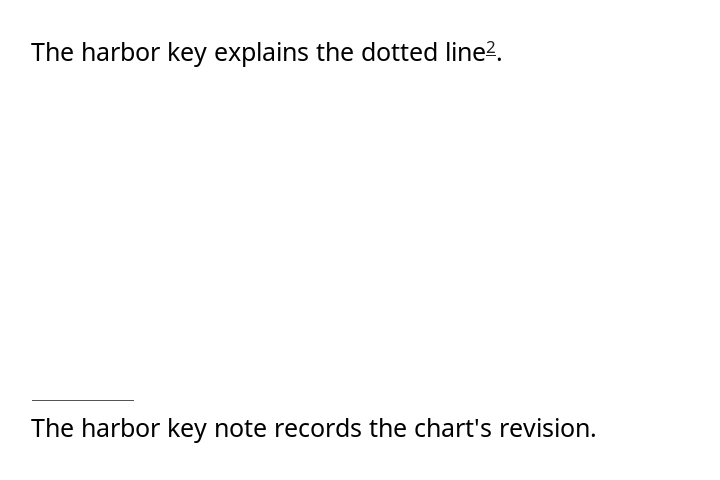 The harbor key explains the dotted line².
The harbor key note records the chart's revision.